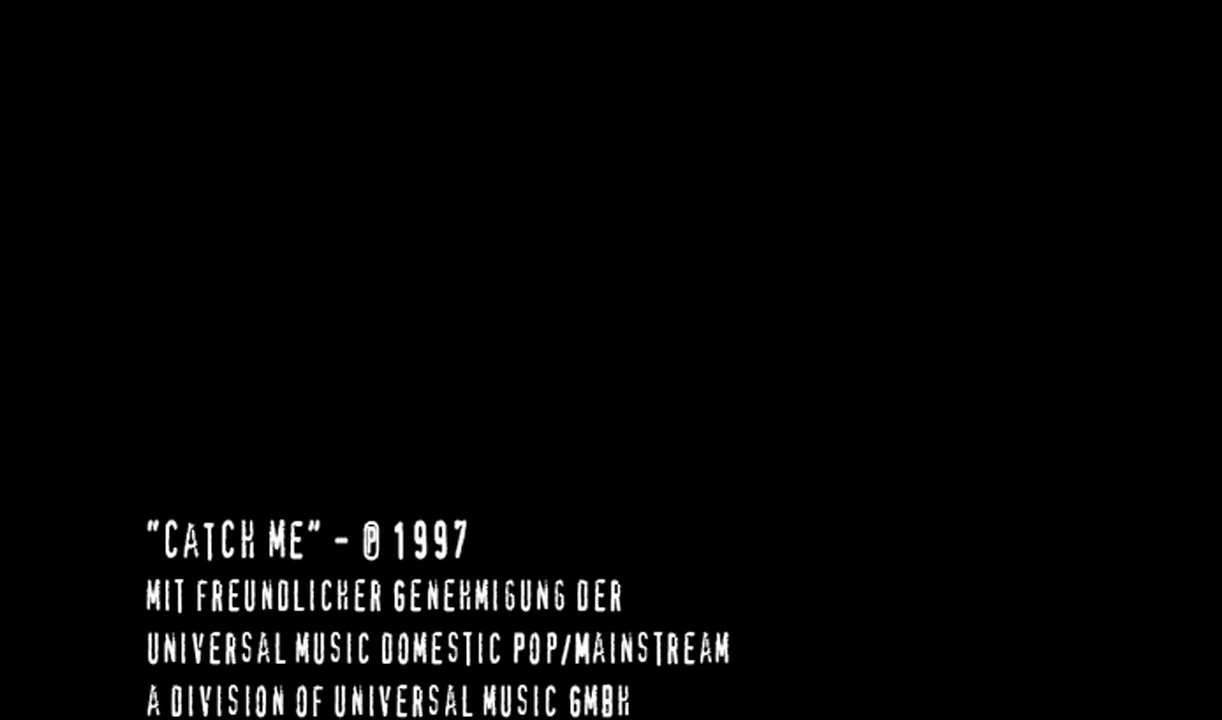 "CATCH ME" - ℗ 1997
MIT FREUNDLICHER GENEHMIGUNG DER
UNIVERSAL MUSIC DOMESTIC POP/MAINSTREAM
A DIVISION OF UNIVERSAL MUSIC GMBH